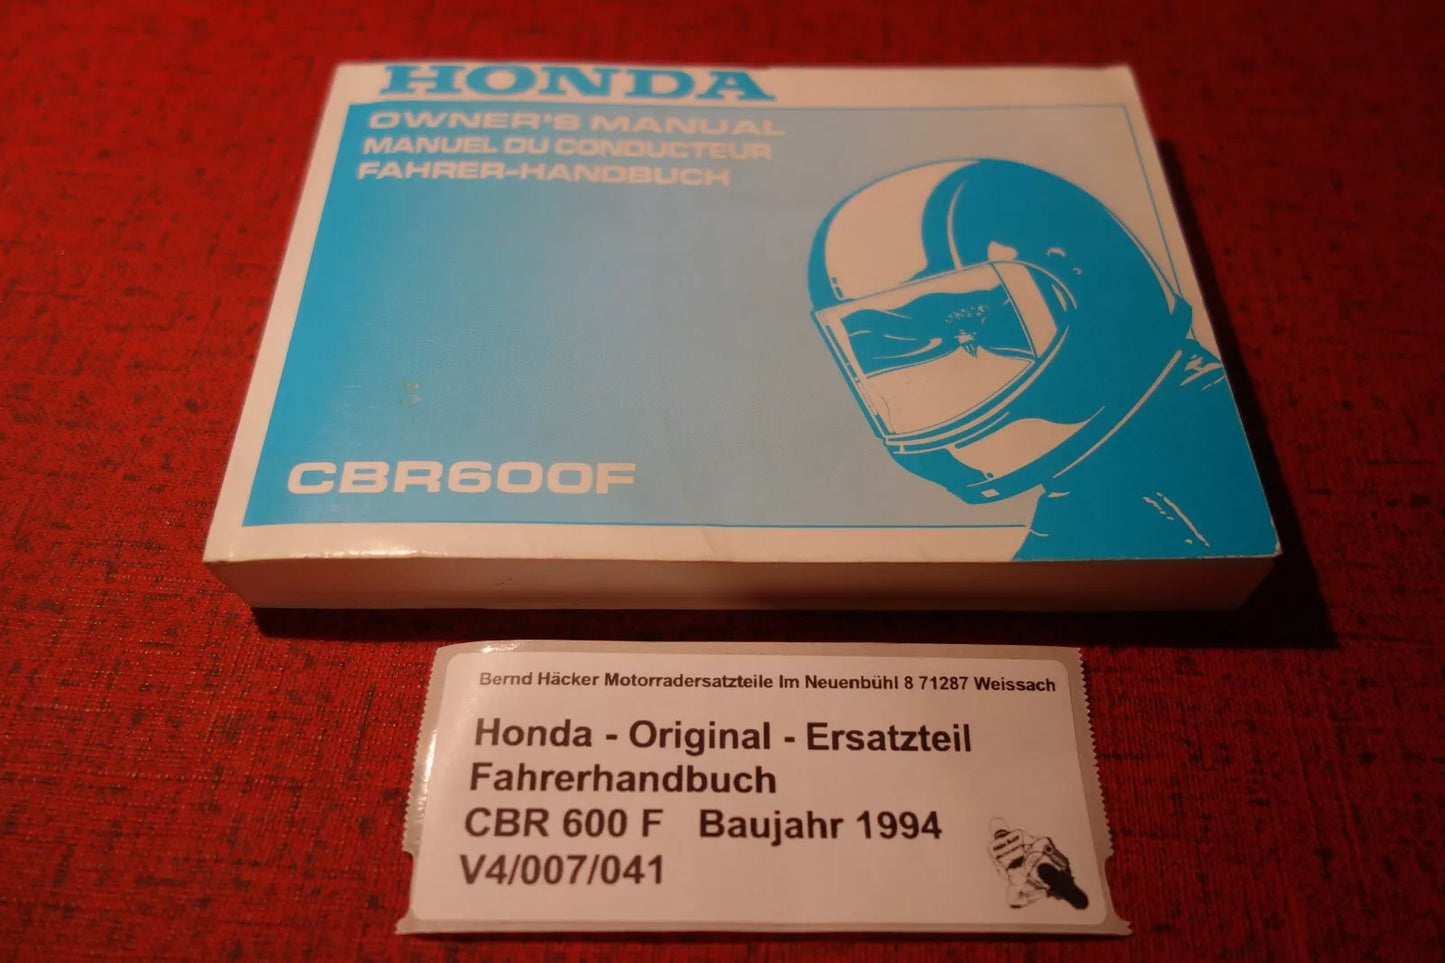 HONDA
OWNER'S MANUAL
MANUEL DU CONDUCTEUR
FAHRER-HANDBUCH
CBR600F
Bernd Häcker Motorradersatzteile Im Neuenbühl 8 71287 Weissach
Honda - Original - Ersatzteil
Fahrerhandbuch
CBR 600 F Baujahr 1994
V4/007/041